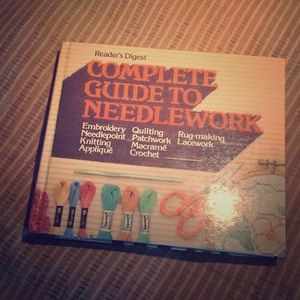 Reader's Digest
COMPLETE
GUIDE TO
NEEDLEWORK
Embroidery Quilting Rug-making
Needlepoint Patchwork Lacework
Knitting Macramé
Appliqué Crochet